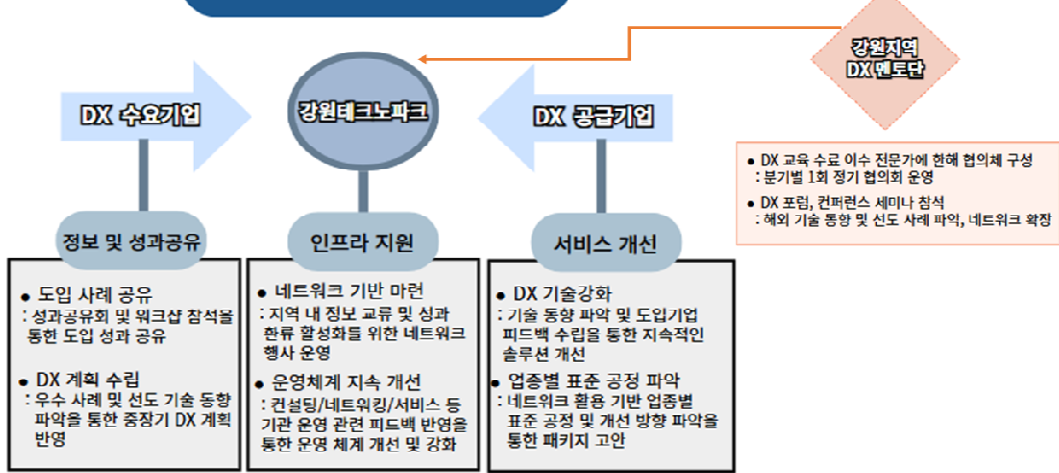 강원지역
DX 멘토단
DX 수요기업
강원테크노파크
DX 공급기업
• DX 교육 수료 이수 전문가에 한해 협의체 구성
: 분기별 1회 정기 협의회 운영
• DX 포럼, 컨퍼런스 세미나 참석
: 해외 기술 동향 및 선도 사례 파악, 네트워크 확장
정보 및 성과공유
• 도입 사례 공유
: 성과공유회 및 워크샵 참석을
통한 도입 성과 공유
• DX 계획 수립
: 우수 사례 및 선도 기술 동향
파악을 통한 중장기 DX 계획
반영
인프라 지원
• 네트워크 기반 마련
: 지역 내 정보 교류 및 성과
환류 활성화를 위한 네트워크
행사 운영
• 운영체계 지속 개선
: 컨설팅/네트워킹/서비스 등
기관 운영 관련 피드백 반영을
통한 운영 체계 개선 및 강화
서비스 개선
• DX 기술강화
: 기술 동향 파악 및 도입기업
피드백 수립을 통한 지속적인
솔루션 개선
• 업종별 표준 공정 파악
: 네트워크 활용 기반 업종별
표준 공정 및 개선 방향 파악을
통한 패키지 고안